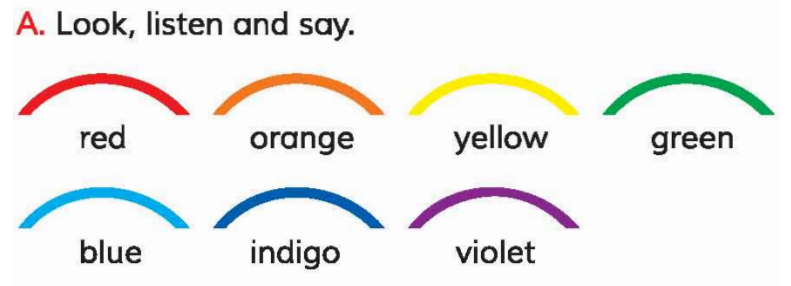 A. Look, listen and say.
red orange yellow green
blue indigo violet